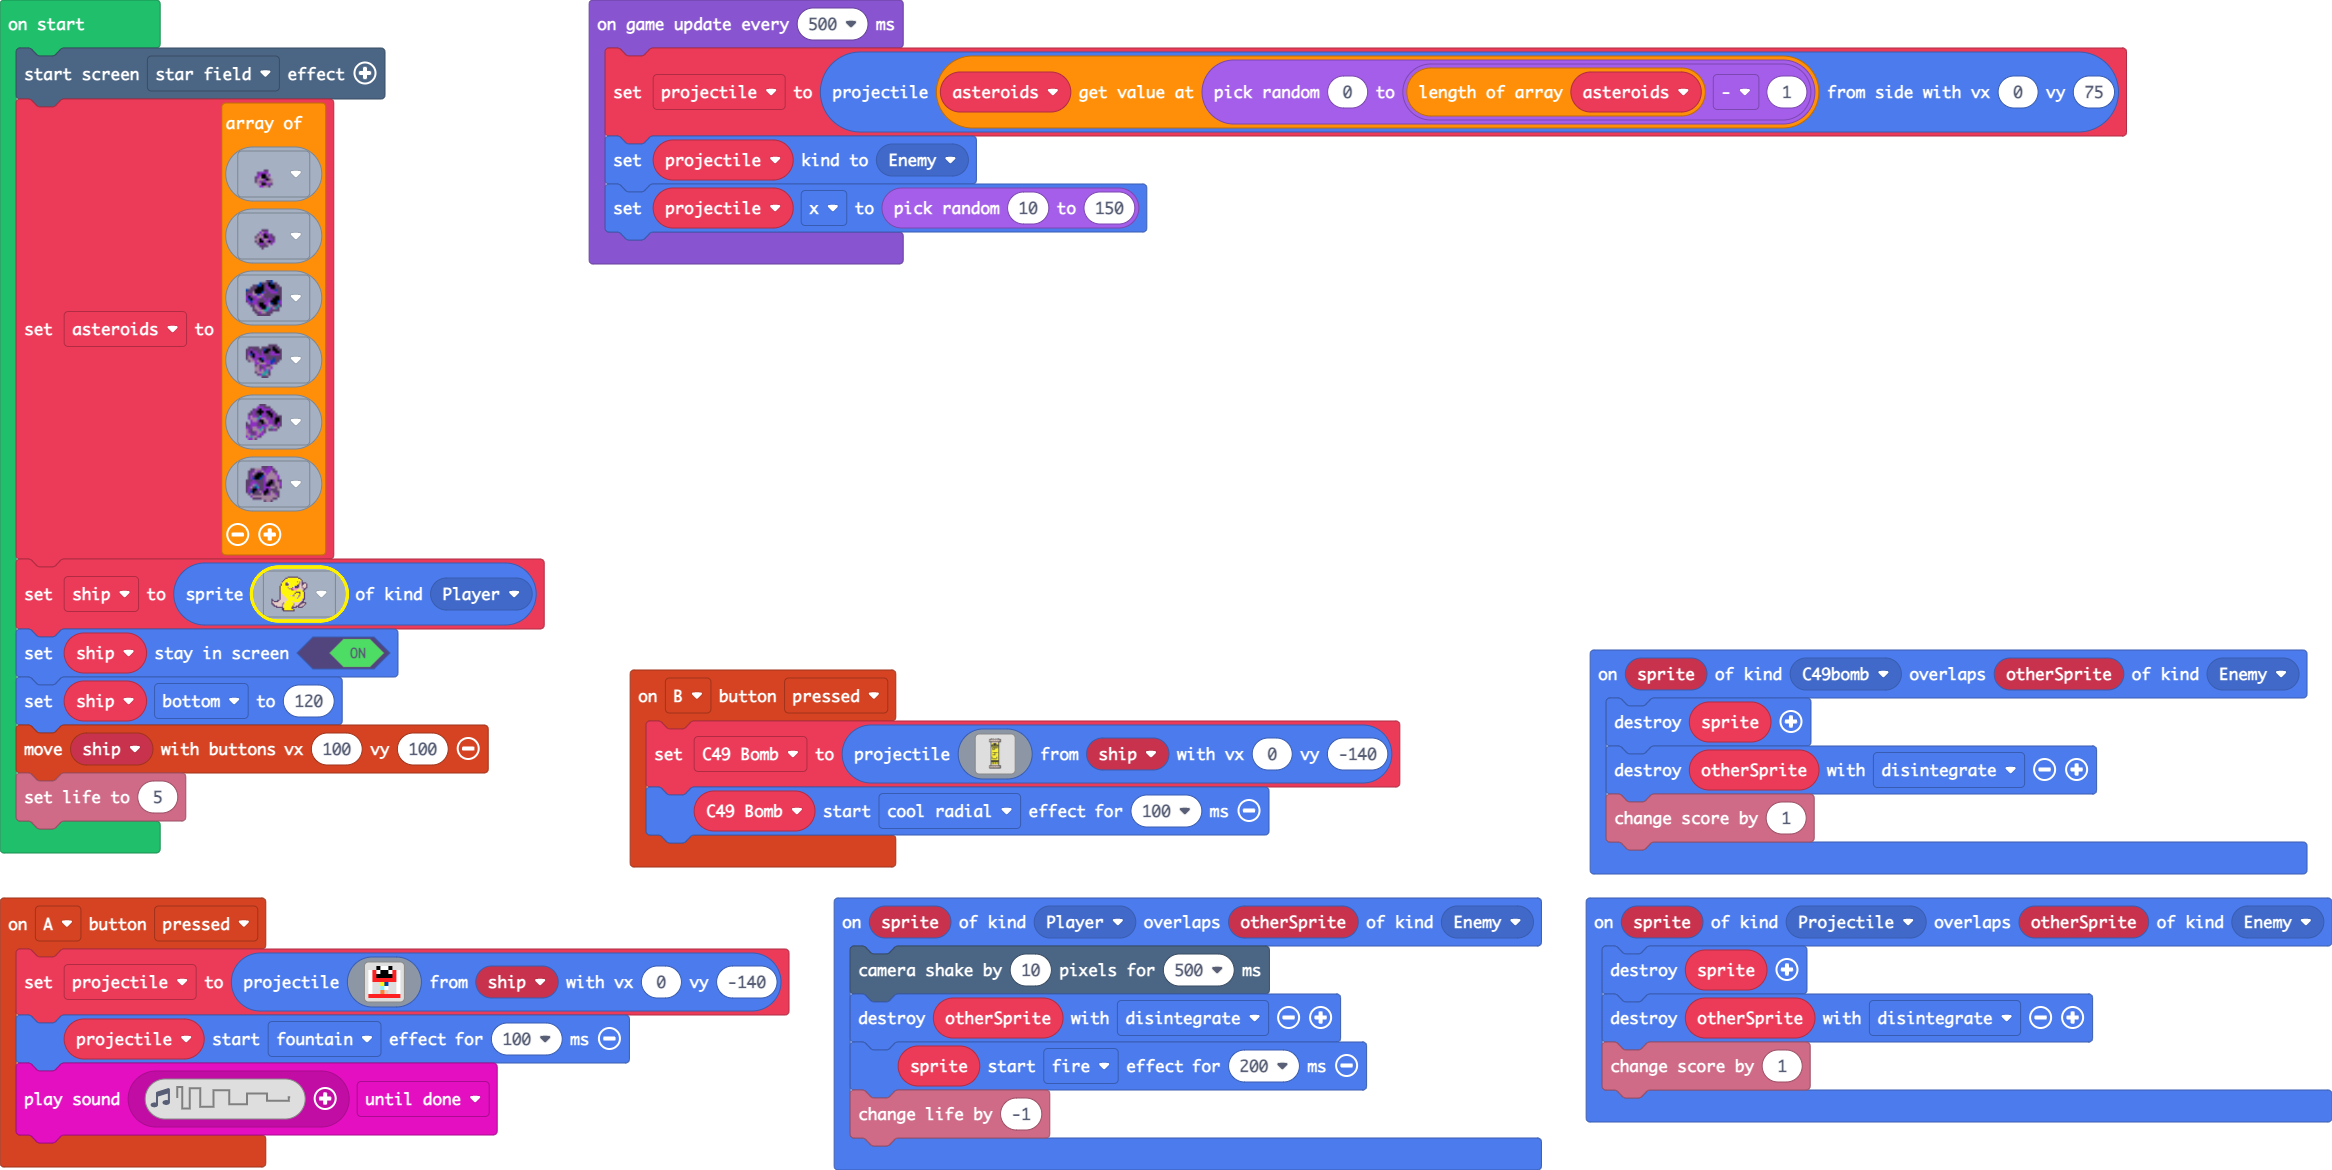 on start
start screen star field effect
set asteroids to array of
set ship to sprite of kind Player
set ship stay in screen ON
set ship bottom to 120
move ship with buttons vx 100 vy 100
set life to 5
on game update every 500 ms
set projectile to projectile asteroids get value at pick random 0 to length of array asteroids - 1 from side with vx 0 vy 75
set projectile kind to Enemy
set projectile x to pick random 10 to 150
on B button pressed
set C49 Bomb to projectile from ship with vx 0 vy -140
C49 Bomb start cool radial effect for 100 ms
on sprite of kind C49bomb overlaps otherSprite of kind Enemy
destroy sprite
destroy otherSprite with disintegrate
change score by 1
on A button pressed
set projectile to projectile from ship with vx 0 vy -140
projectile start fountain effect for 100 ms
play sound until done
on sprite of kind Player overlaps otherSprite of kind Enemy
camera shake by 10 pixels for 500 ms
destroy otherSprite with disintegrate
sprite start fire effect for 200 ms
change life by -1
on sprite of kind Projectile overlaps otherSprite of kind Enemy
destroy sprite
destroy otherSprite with disintegrate
change score by 1